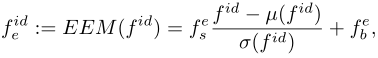 $f_e^{id} := EEM(f^{id}) = f_s^e \frac{f^{id} - \mu(f^{id})}{\sigma(f^{id})} + f_b^e,$